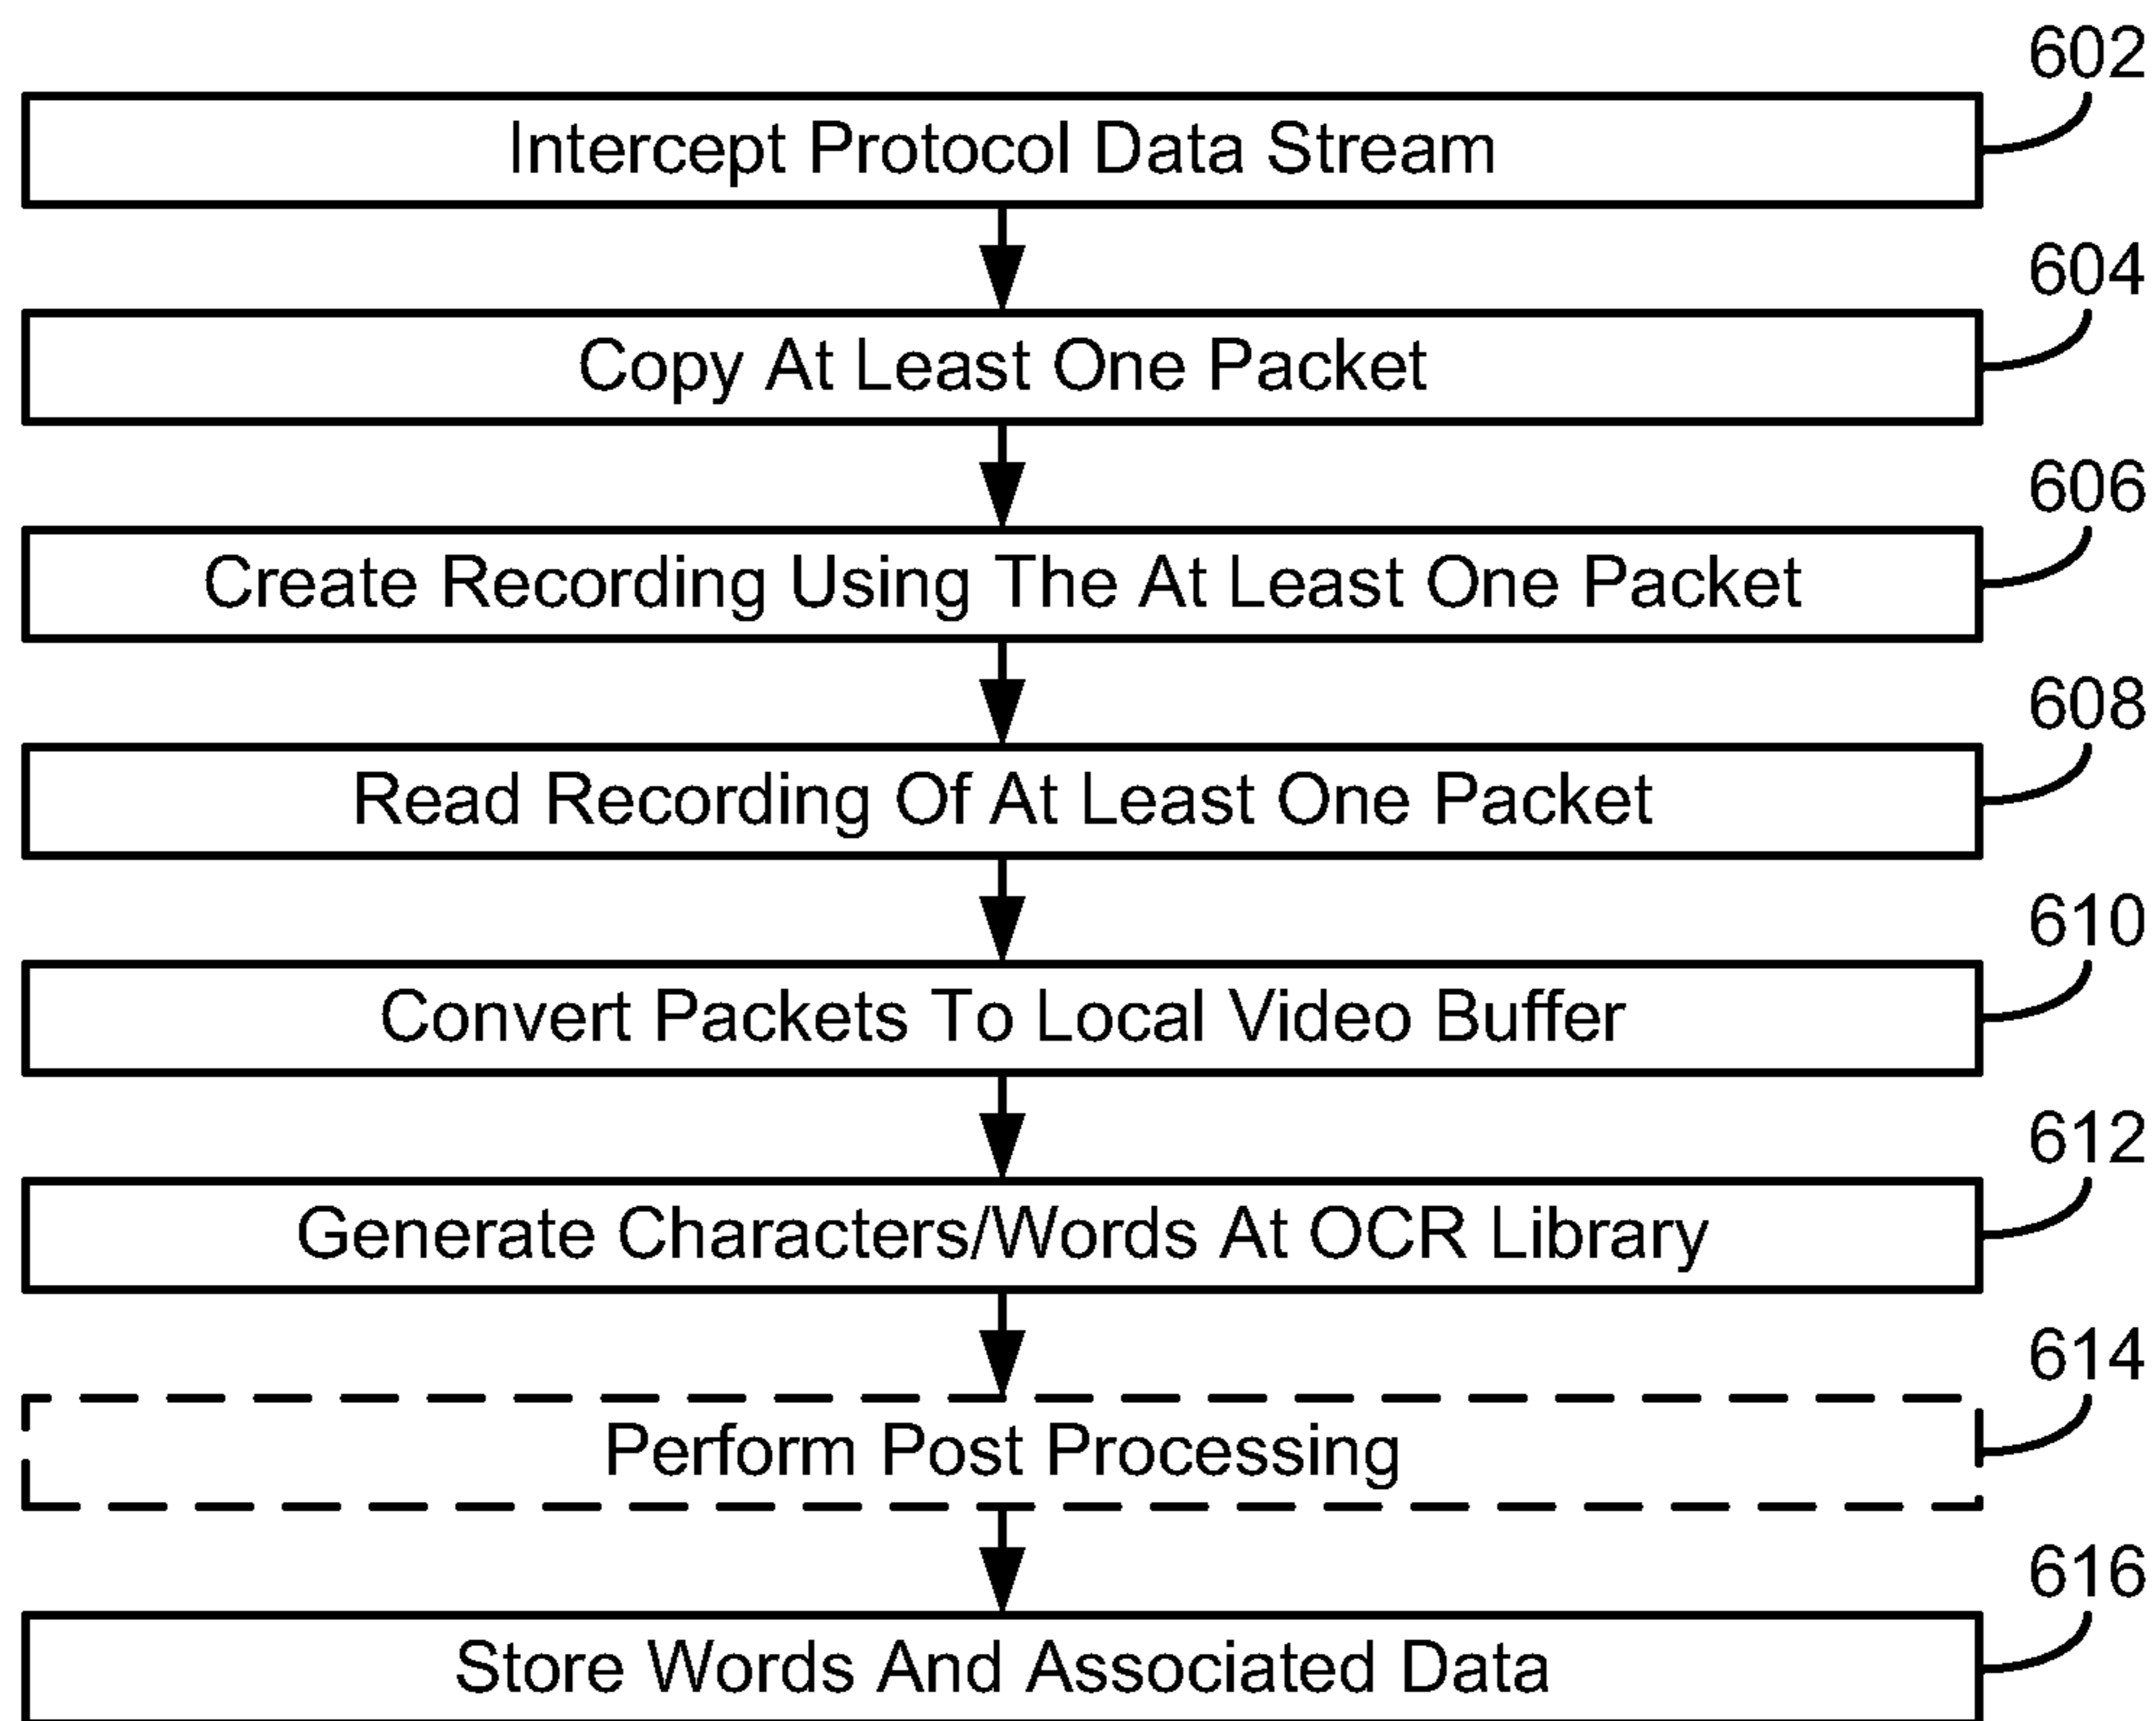 602
Intercept Protocol Data Stream
604
Copy At Least One Packet
606
Create Recording Using The At Least One Packet
608
Read Recording Of At Least One Packet
610
Convert Packets To Local Video Buffer
612
Generate Characters/Words At OCR Library
614
Perform Post Processing
616
Store Words And Associated Data